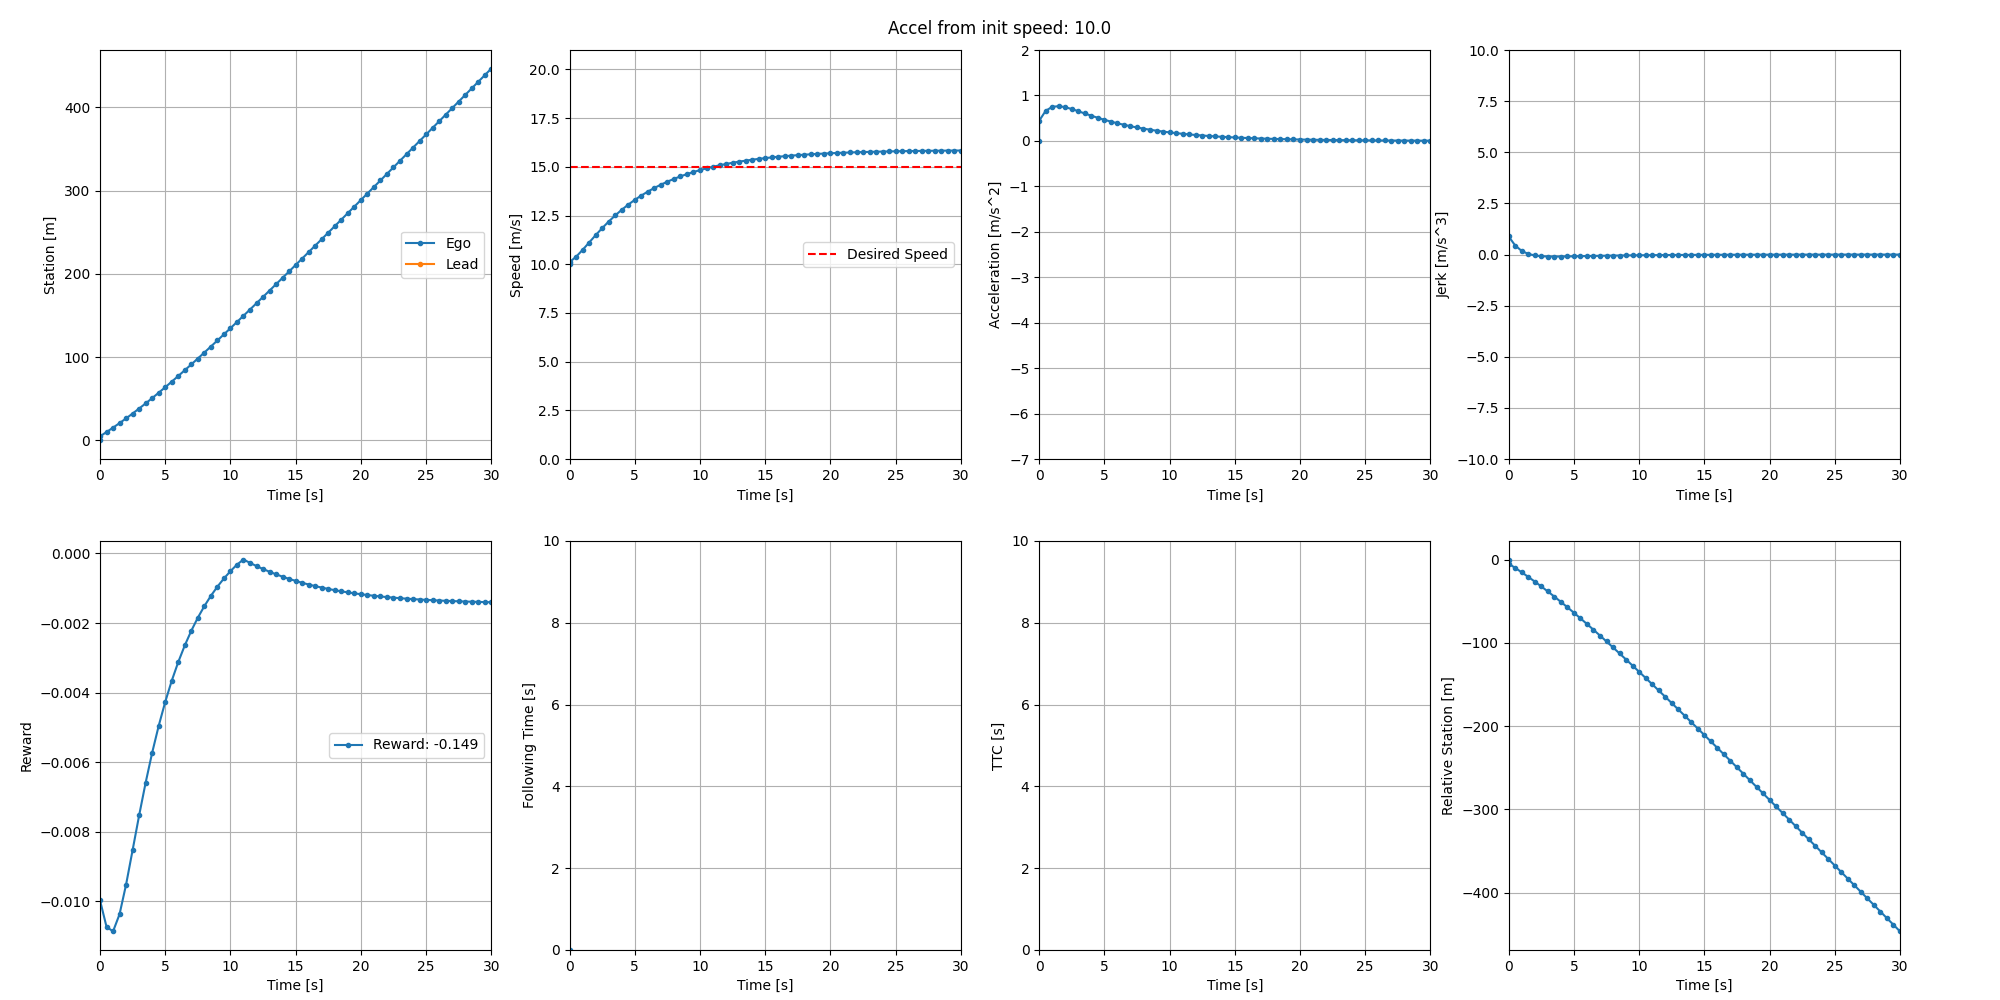 Accel from init speed: 10.0
Station [m]
400
300
200
100
0
0 5 10 15 20 25 30
Time [s]
Ego
Lead
Speed [m/s]
20.0
17.5
15.0
12.5
10.0
7.5
5.0
2.5
0.0
0 5 10 15 20 25 30
Time [s]
Desired Speed
Acceleration [m/s^2]
2
1
0
−1
−2
−3
−4
−5
−6
−7
0 5 10 15 20 25 30
Time [s]
Jerk [m/s^3]
10.0
7.5
5.0
2.5
0.0
−2.5
−5.0
−7.5
−10.0
0 5 10 15 20 25 30
Time [s]
Reward
0.000
−0.002
−0.004
−0.006
−0.008
−0.010
0 5 10 15 20 25 30
Time [s]
Reward: -0.149
Following Time [s]
10
8
6
4
2
0
0 5 10 15 20 25 30
Time [s]
TTC [s]
10
8
6
4
2
0
0 5 10 15 20 25 30
Time [s]
Relative Station [m]
0
−100
−200
−300
−400
0 5 10 15 20 25 30
Time [s]